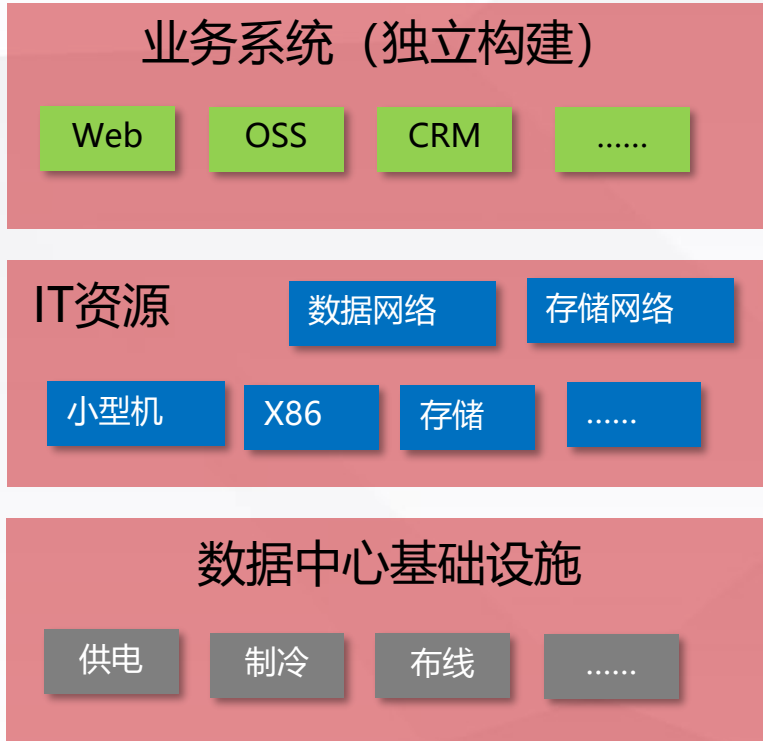 业务系统（独立构建）
Web OSS CRM ......
IT资源 数据网络 存储网络
小型机 X86 存储 ......
数据中心基础设施
供电 制冷 布线 ......